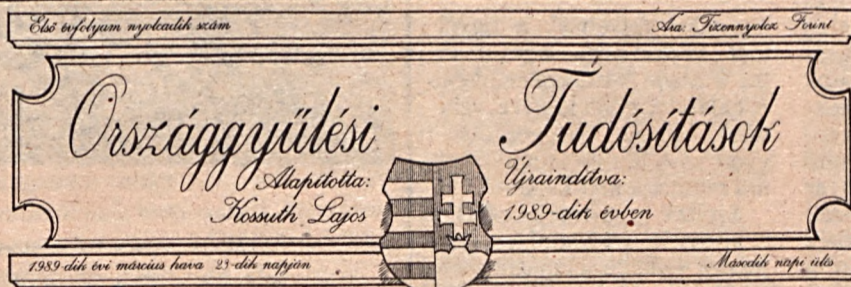 Első évfolyam nyolcadik szám
Ára: Tizennyolcz Forint
Országgyűlési Tudósítások
Alapította: Újraindítva:
Kossuth Lajos 1989-dik évben
1989-dik évi március hava 23-dik napján
Második napi ülés